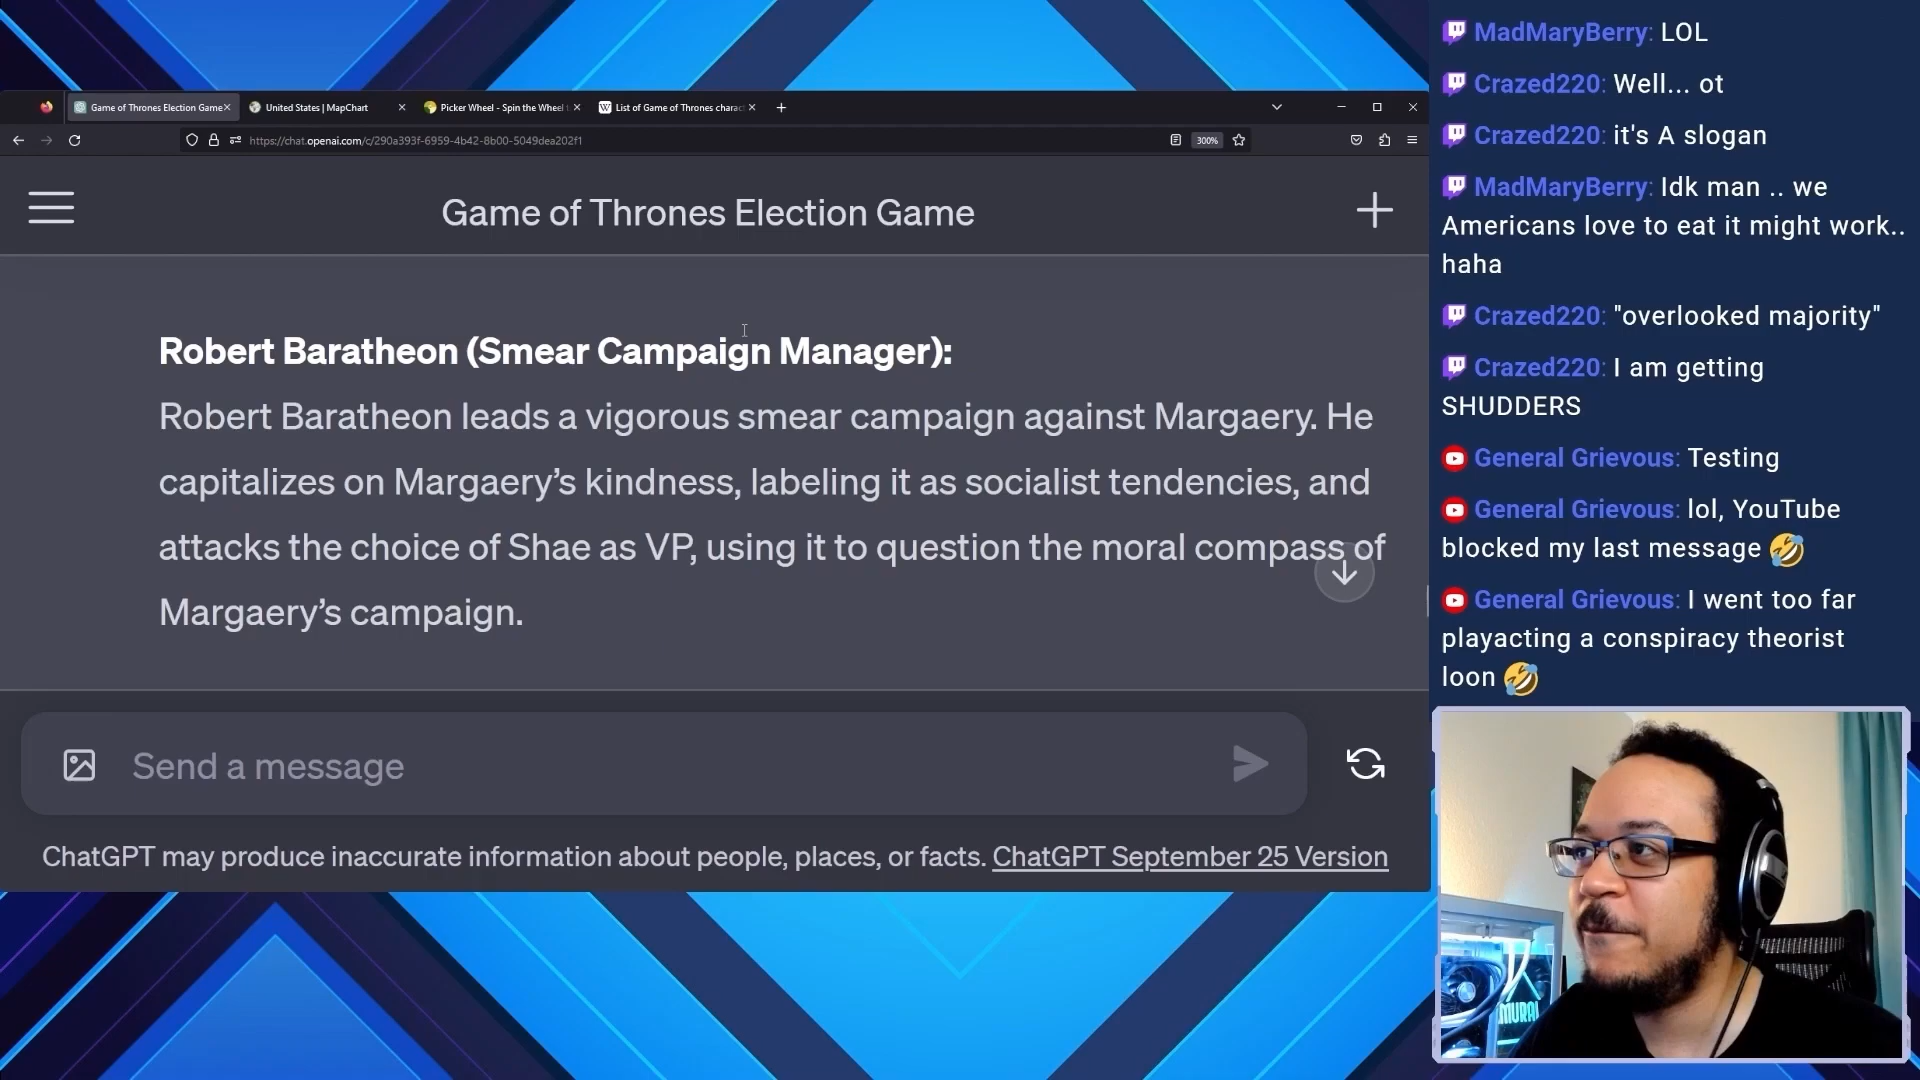 Game of Thrones Election Game
United States | MapChart
Picker Wheel - Spin the Wheel
List of Game of Thrones charac
https://chat.openai.com/c/290a393f-6959-4b42-8b00-5049dea202f1
300%
Game of Thrones Election Game
Robert Baratheon (Smear Campaign Manager):
Robert Baratheon leads a vigorous smear campaign against Margaery. He
capitalizes on Margaery’s kindness, labeling it as socialist tendencies, and
attacks the choice of Shae as VP, using it to question the moral compass of
Margaery’s campaign.
Send a message
ChatGPT may produce inaccurate information about people, places, or facts. ChatGPT September 25 Version
MadMaryBerry: LOL
Crazed220: Well... ot
Crazed220: it's A slogan
MadMaryBerry: Idk man .. we
Americans love to eat it might work..
haha
Crazed220: "overlooked majority"
Crazed220: I am getting
SHUDDERS
General Grievous: Testing
General Grievous: lol, YouTube
blocked my last message 🤣
General Grievous: I went too far
playacting a conspiracy theorist
loon 🤣